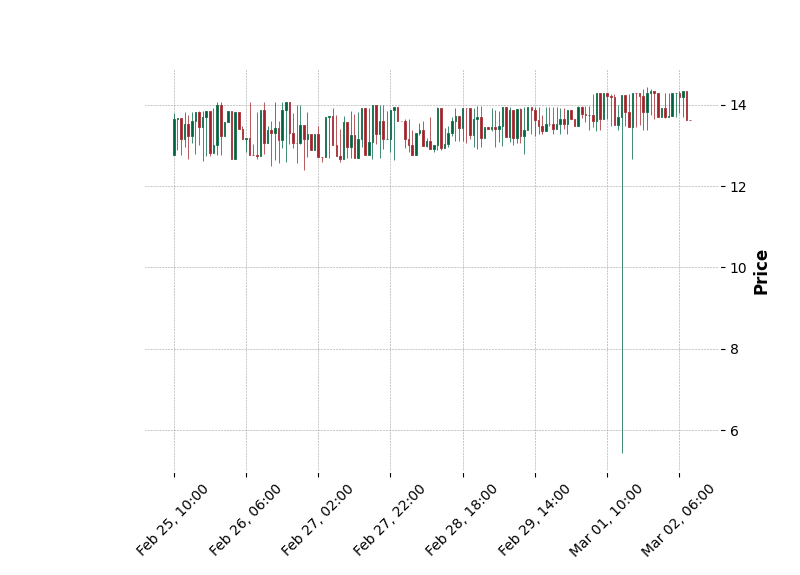 14
12
10
8
6
Price
Feb 25, 10:00
Feb 26, 06:00
Feb 27, 02:00
Feb 27, 22:00
Feb 28, 18:00
Feb 29, 14:00
Mar 01, 10:00
Mar 02, 06:00